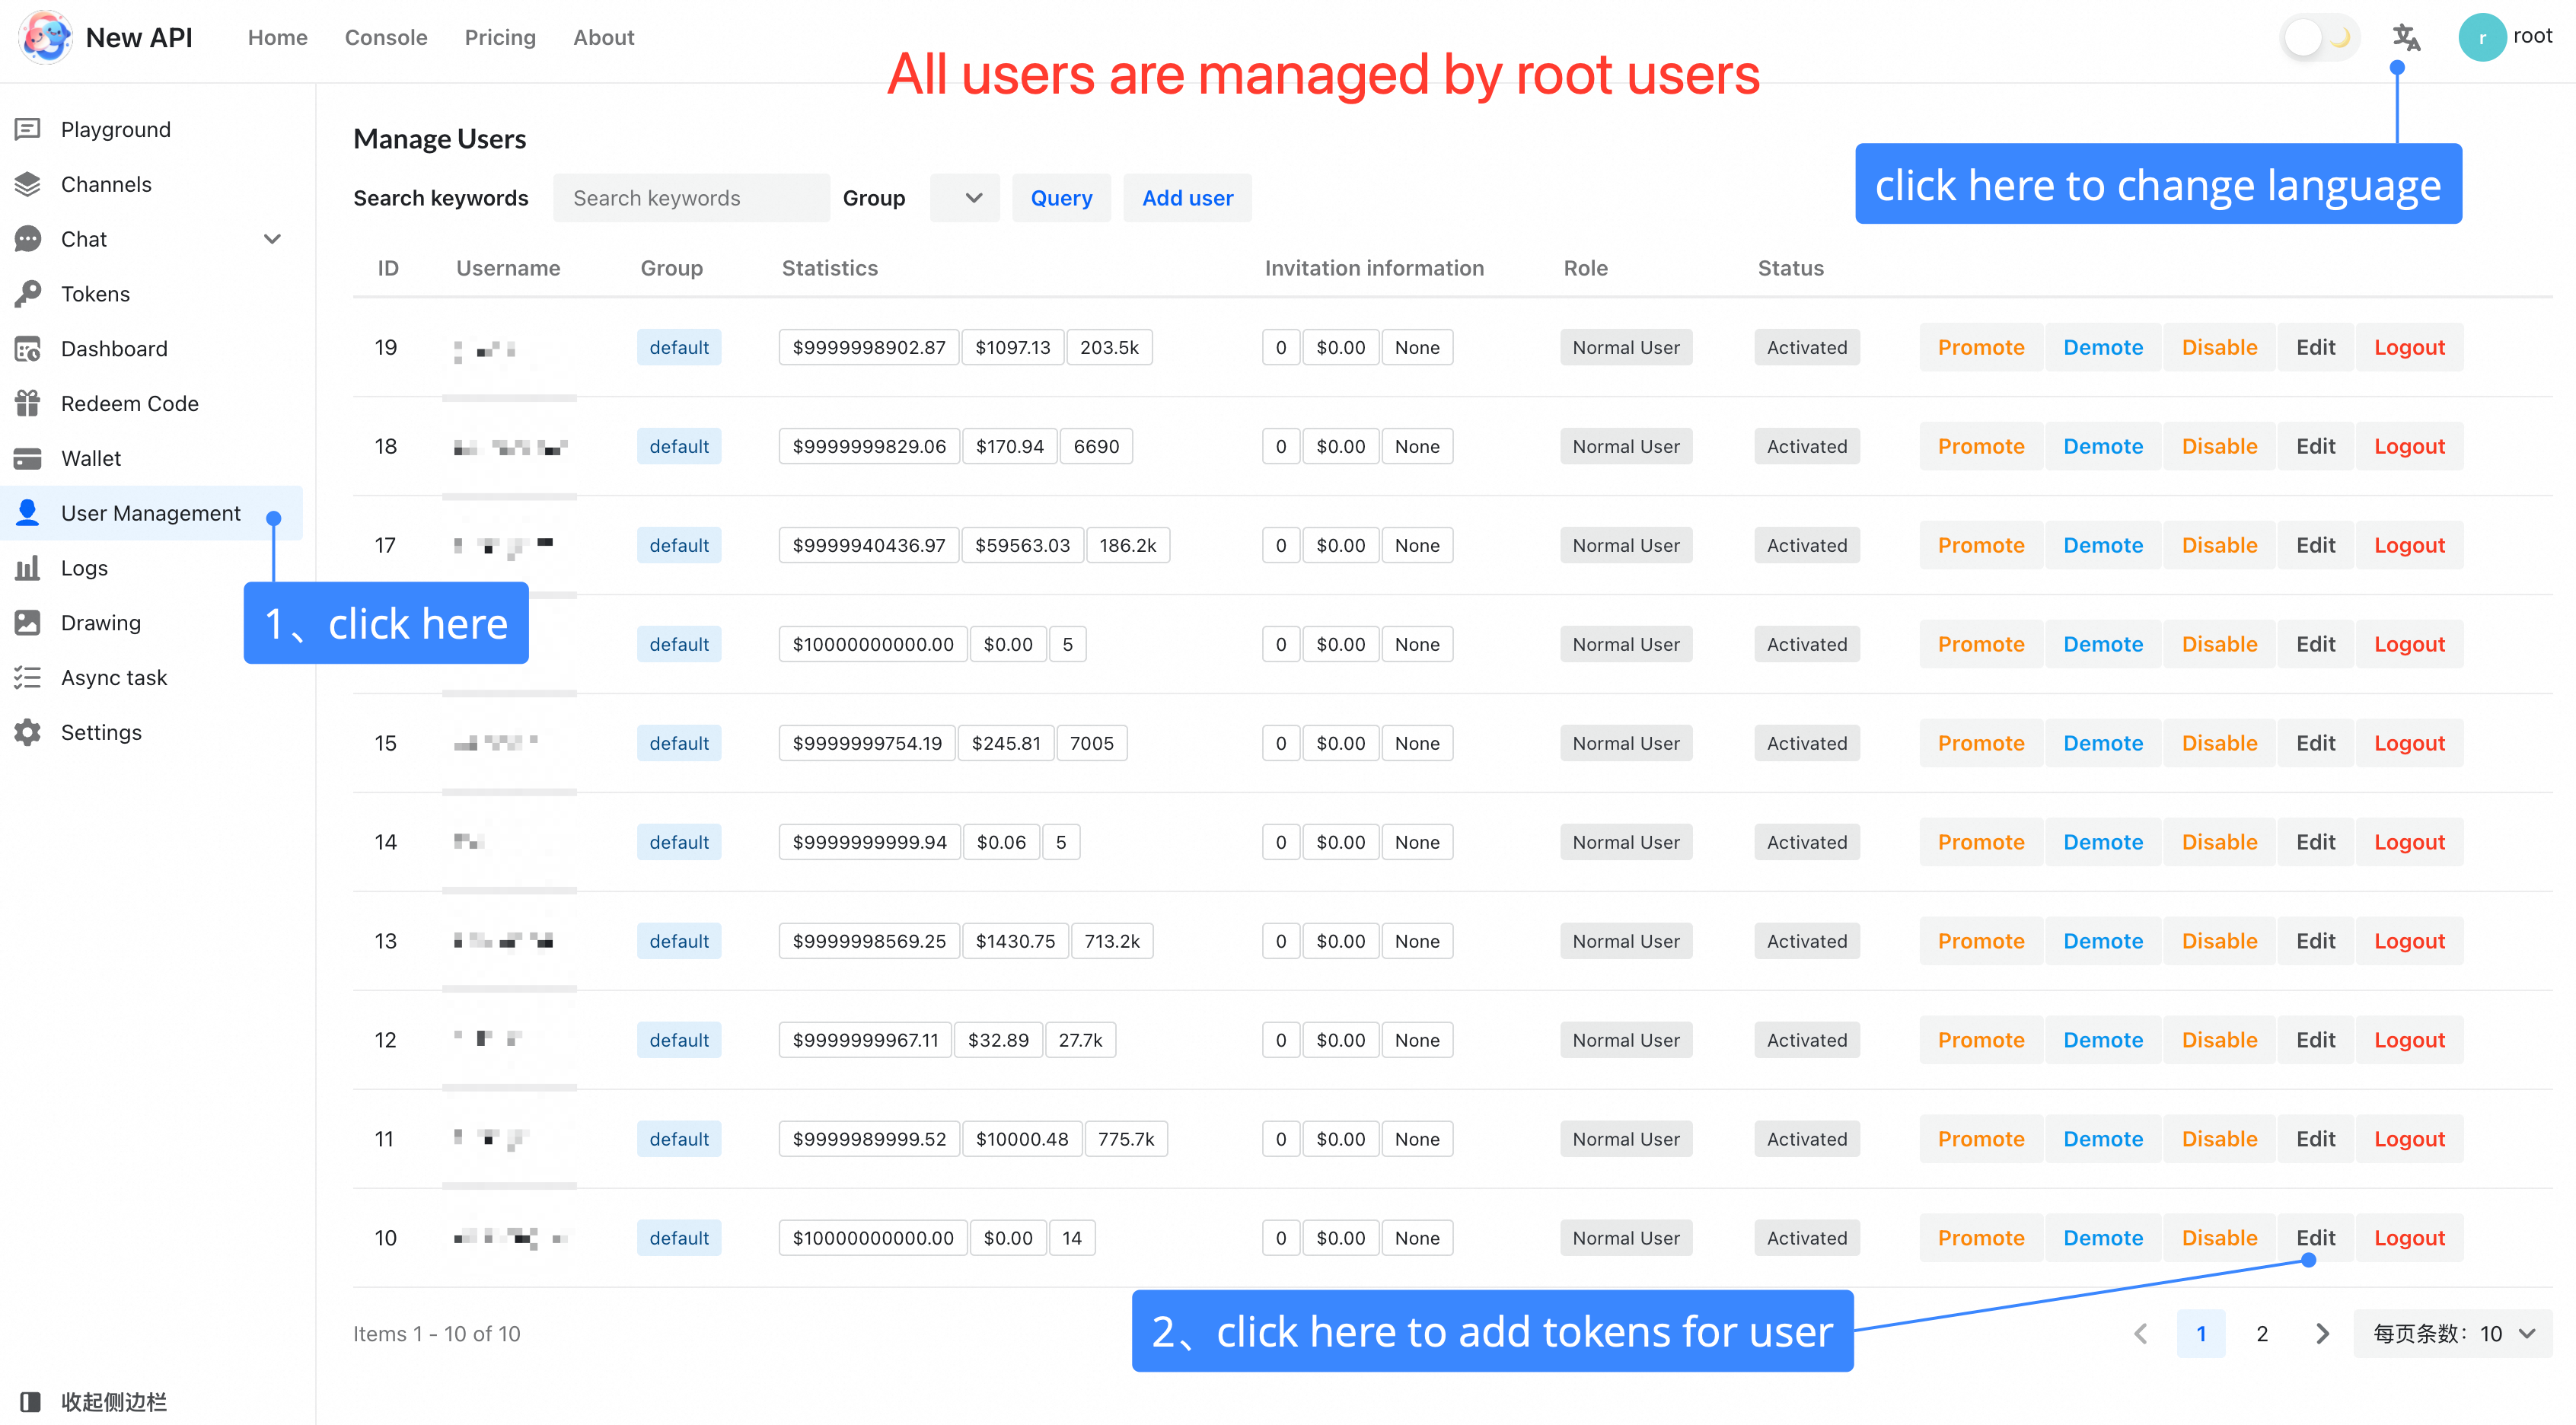 New API Home Console Pricing About root
All users are managed by root users
click here to change language
Playground
Channels
Chat
Tokens
Dashboard
Redeem Code
Wallet
User Management
Logs
Drawing
Async task
Settings
收起侧边栏
1、click here
Manage Users
Search keywords Search keywords Group Query Add user
ID Username Group Statistics Invitation information Role Status
19 default $9999998902.87 $1097.13 203.5k 0 $0.00 None Normal User Activated Promote Demote Disable Edit Logout
18 default $9999999829.06 $170.94 6690 0 $0.00 None Normal User Activated Promote Demote Disable Edit Logout
17 default $9999940436.97 $59563.03 186.2k 0 $0.00 None Normal User Activated Promote Demote Disable Edit Logout
default $10000000000.00 $0.00 5 0 $0.00 None Normal User Activated Promote Demote Disable Edit Logout
15 default $9999999754.19 $245.81 7005 0 $0.00 None Normal User Activated Promote Demote Disable Edit Logout
14 default $9999999999.94 $0.06 5 0 $0.00 None Normal User Activated Promote Demote Disable Edit Logout
13 default $9999998569.25 $1430.75 713.2k 0 $0.00 None Normal User Activated Promote Demote Disable Edit Logout
12 default $9999999967.11 $32.89 27.7k 0 $0.00 None Normal User Activated Promote Demote Disable Edit Logout
11 default $9999989999.52 $10000.48 775.7k 0 $0.00 None Normal User Activated Promote Demote Disable Edit Logout
10 default $10000000000.00 $0.00 14 0 $0.00 None Normal User Activated Promote Demote Disable Edit Logout
2、click here to add tokens for user
Items 1 - 10 of 10 1 2 每页条数：10